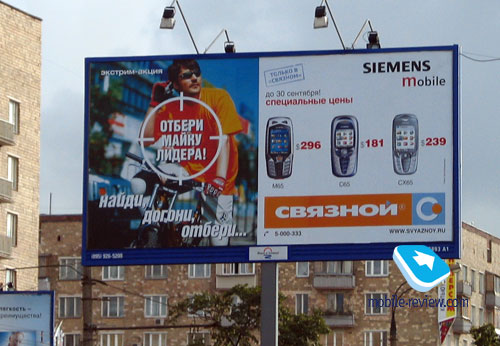 экстрим-акция
ОТБЕРИ
МАЙКУ
ЛИДЕРА!
найди,
догони,
отбери...
только в
«СВЯЗНОМ»
SIEMENS
mobile
до 30 сентября!
специальные цены
$296
$181
$239
M65
C65
CX65
СВЯЗНОЙ®
5-000-333
WWW.SVYAZNOY.RU
mobile-review.com